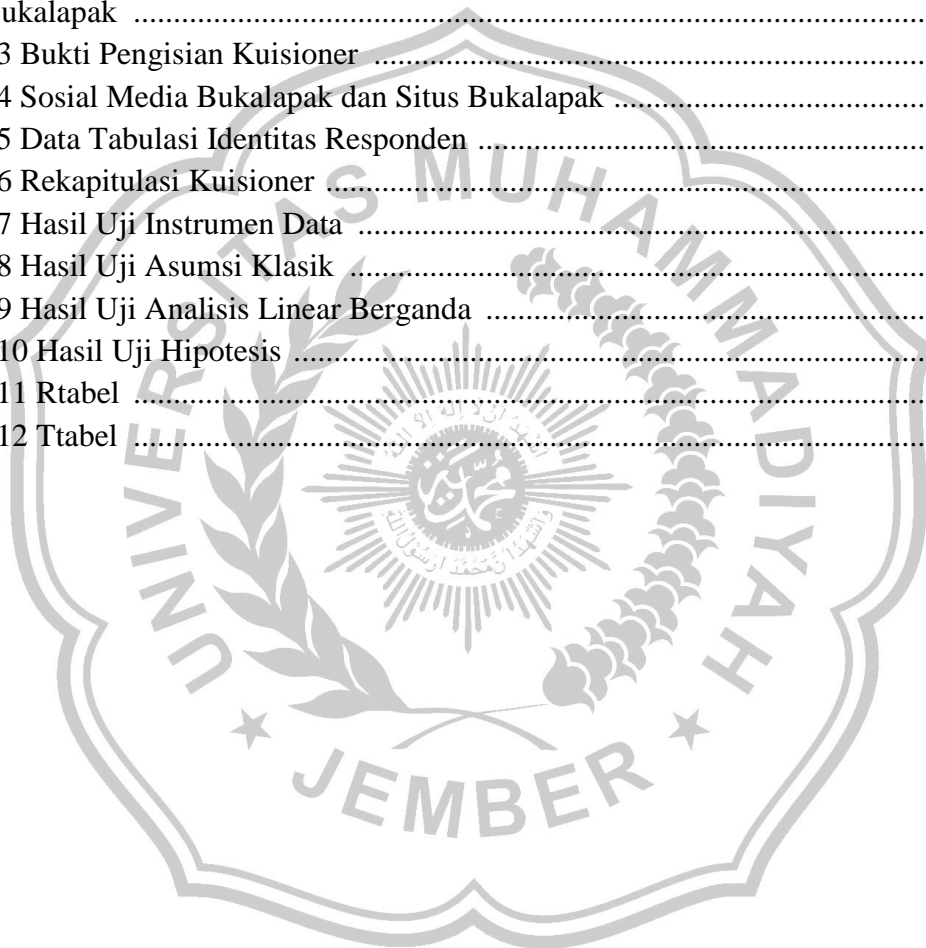 ukalapak ........................................................................................................
3 Bukti Pengisian Kuisioner ........................................................................
4 Sosial Media Bukalapak dan Situs Bukalapak ........................................
5 Data Tabulasi Identitas Responden ..........................................................
6 Rekapitulasi Kuisioner ..............................................................................
7 Hasil Uji Instrumen Data ..........................................................................
8 Hasil Uji Asumsi Klasik ...........................................................................
9 Hasil Uji Analisis Linear Berganda .........................................................
10 Hasil Uji Hipotesis ..................................................................................
11 Rtabel ........................................................................................................
12 Ttabel ........................................................................................................
UNIVERSITAS MUHAMMADIYAH
JEMBER